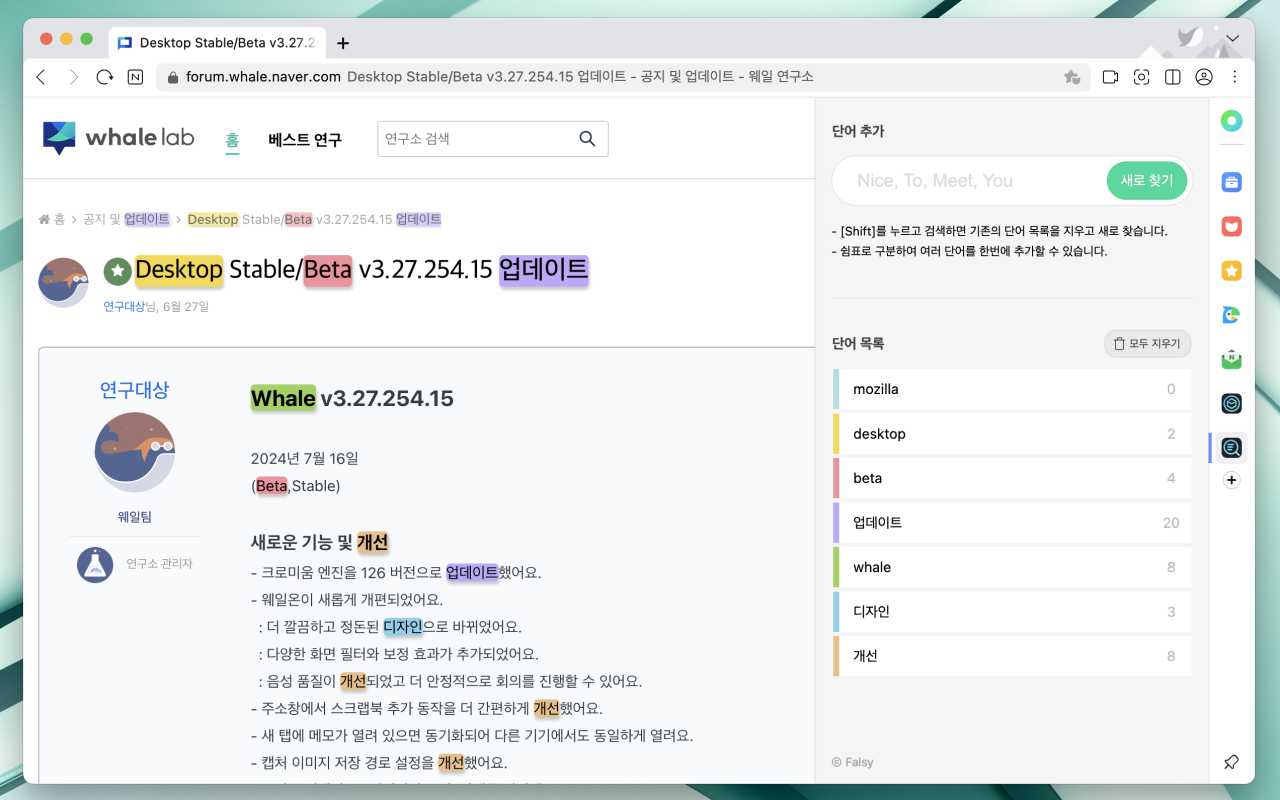 Desktop Stable/Beta v3.27.2
forum.whale.naver.com Desktop Stable/Beta v3.27.254.15 업데이트 - 공지 및 업데이트 - 웨일 연구소
whale lab
홈
베스트 연구
연구소 검색
홈 > 공지 및 업데이트 > Desktop Stable/Beta v3.27.254.15 업데이트
Desktop Stable/Beta v3.27.254.15 업데이트
연구대상님, 6월 27일
연구대상
웨일팀
연구소 관리자
Whale v3.27.254.15
2024년 7월 16일
(Beta,Stable)
새로운 기능 및 개선
- 크로미움 엔진을 126 버전으로 업데이트했어요.
- 웨일온이 새롭게 개편되었어요.
: 더 깔끔하고 정돈된 디자인으로 바뀌었어요.
: 다양한 화면 필터와 보정 효과가 추가되었어요.
: 음성 품질이 개선되었고 더 안정적으로 회의를 진행할 수 있어요.
- 주소창에서 스크랩북 추가 동작을 더 간편하게 개선했어요.
- 새 탭에 메모가 열려 있으면 동기화되어 다른 기기에서도 동일하게 열려요.
- 캡처 이미지 저장 경로 설정을 개선했어요.
단어 추가
Nice, To, Meet, You
새로 찾기
- [Shift]를 누르고 검색하면 기존의 단어 목록을 지우고 새로 찾습니다.
- 쉼표로 구분하여 여러 단어를 한번에 추가할 수 있습니다.
단어 목록
모두 지우기
mozilla 0
desktop 2
beta 4
업데이트 20
whale 8
디자인 3
개선 8
© Falsy